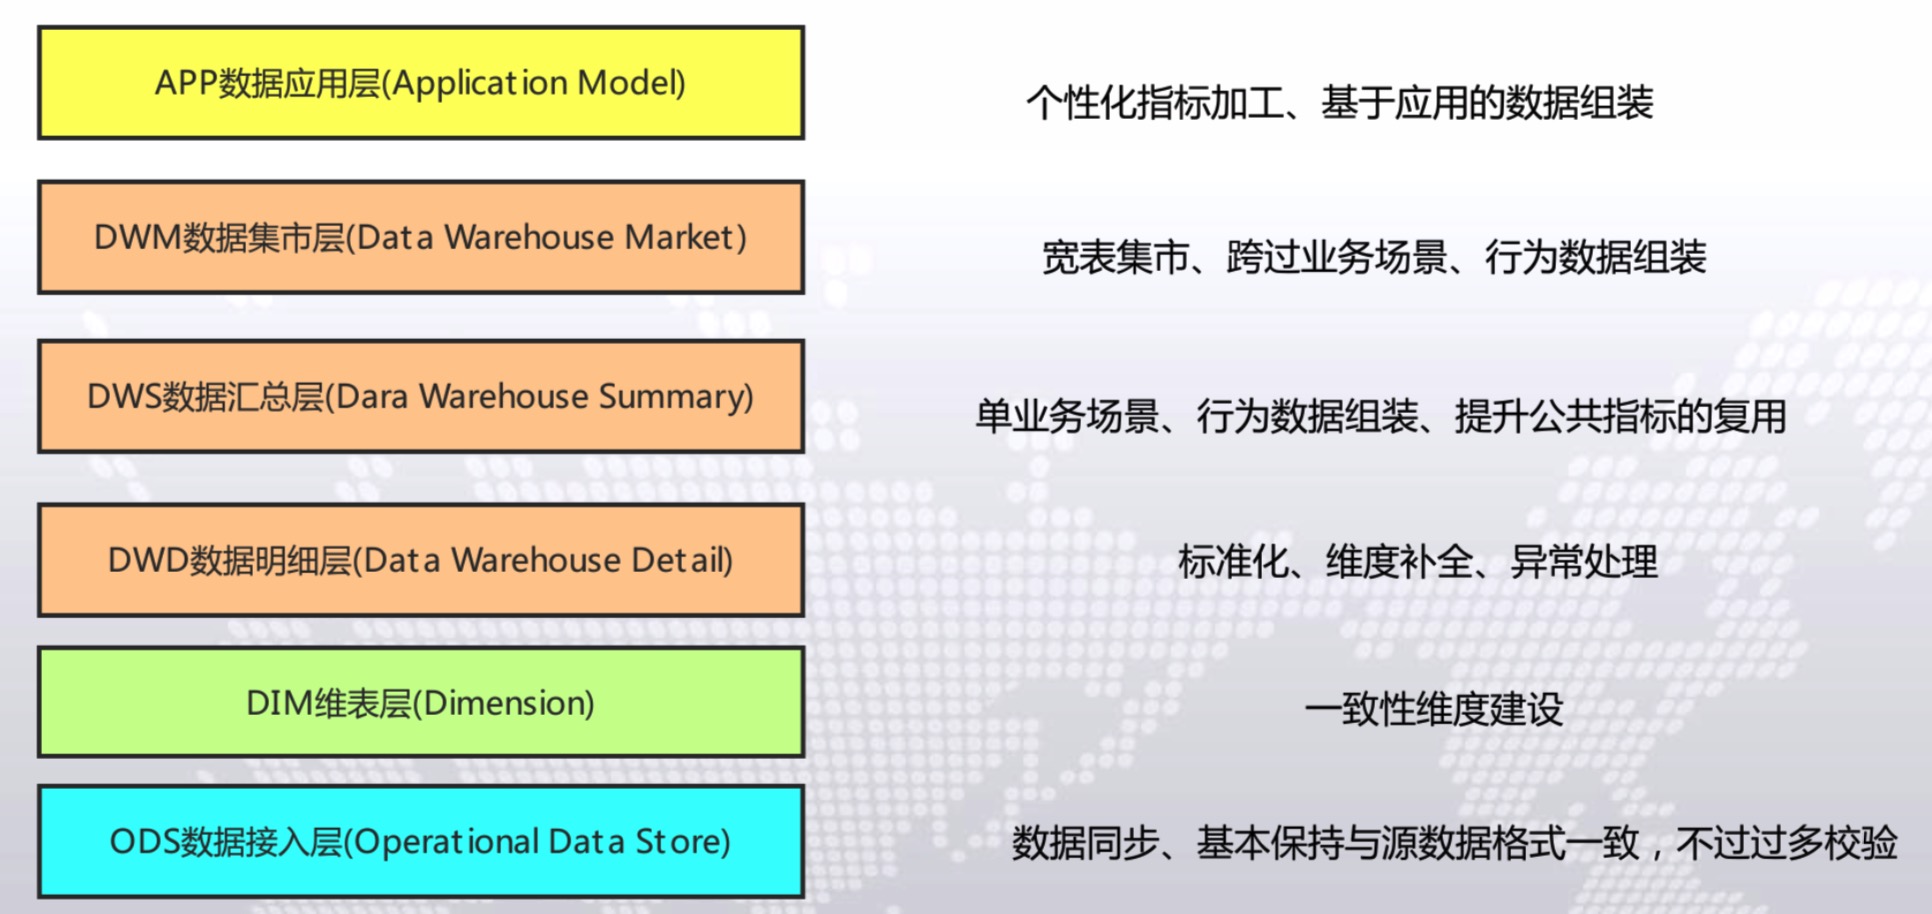 APP数据应用层(Application Model)
个性化指标加工、基于应用的数据组装
DWM数据集市层(Data Warehouse Market)
宽表集市、跨过业务场景、行为数据组装
DWS数据汇总层(Dara Warehouse Summary)
单业务场景、行为数据组装、提升公共指标的复用
DWD数据明细层(Data Warehouse Detail)
标准化、维度补全、异常处理
DIM维表层(Dimension)
一致性维度建设
ODS数据接入层(Operational Data Store)
数据同步、基本保持与源数据格式一致，不过过多校验